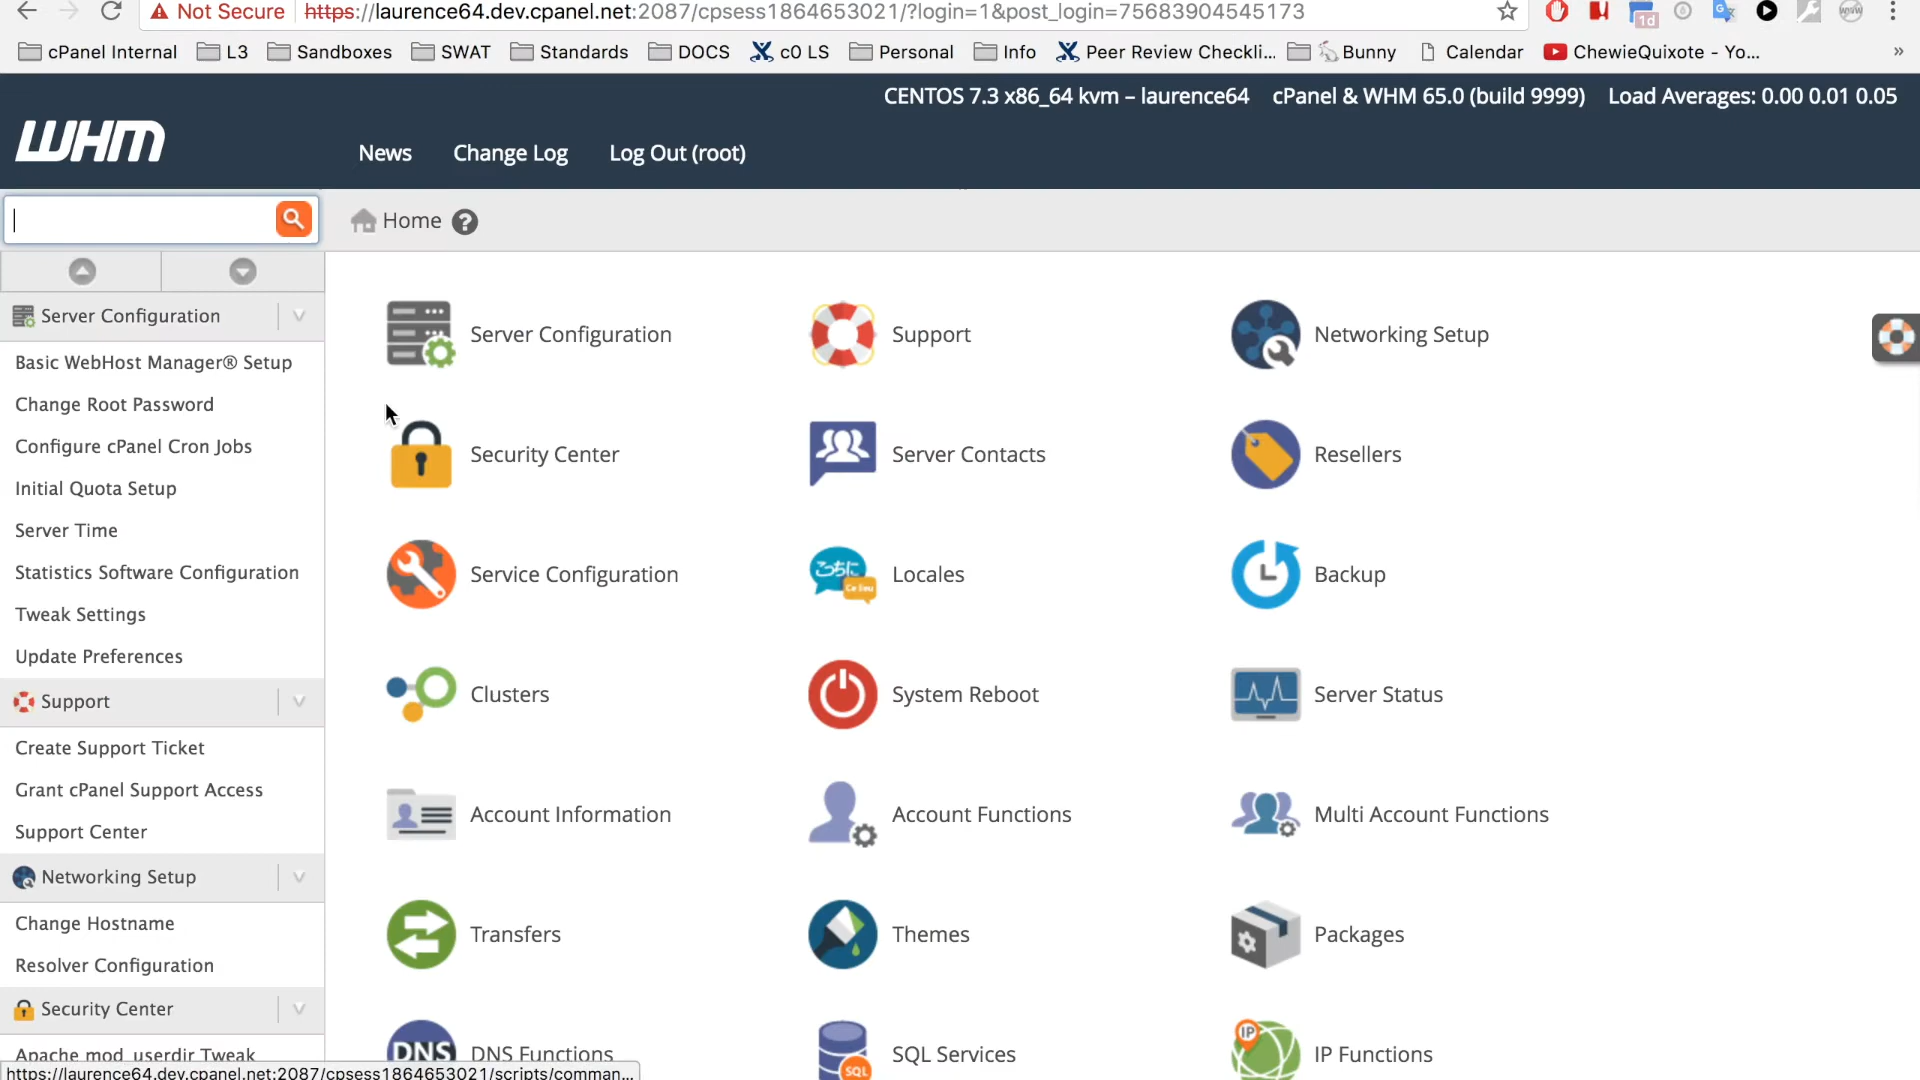 Not Secure https://laurence64.dev.cpanel.net:2087/cpsess1864653021/?login=1&post_login=75683904545173
1d
cPanel Internal L3 Sandboxes SWAT Standards DOCS c0 LS Personal Info Peer Review Checkli... Bunny Calendar ChewieQuixote - Yo... »
CENTOS 7.3 x86_64 kvm – laurence64 cPanel & WHM 65.0 (build 9999) Load Averages: 0.00 0.01 0.05
WHM
News Change Log Log Out (root)
Home ?
Server Configuration
Basic WebHost Manager® Setup
Change Root Password
Configure cPanel Cron Jobs
Initial Quota Setup
Server Time
Statistics Software Configuration
Tweak Settings
Update Preferences
Support
Create Support Ticket
Grant cPanel Support Access
Support Center
Networking Setup
Change Hostname
Resolver Configuration
Security Center
Apache mod_userdir Tweak
https://laurence64.dev.cpanel.net:2087/cpsess1864653021/scripts/comman...
Server Configuration Support Networking Setup
Security Center Server Contacts Resellers
Service Configuration Locales Backup
Clusters System Reboot Server Status
Account Information Account Functions Multi Account Functions
Transfers Themes Packages
DNS DNS Functions SQL SQL Services IP IP Functions